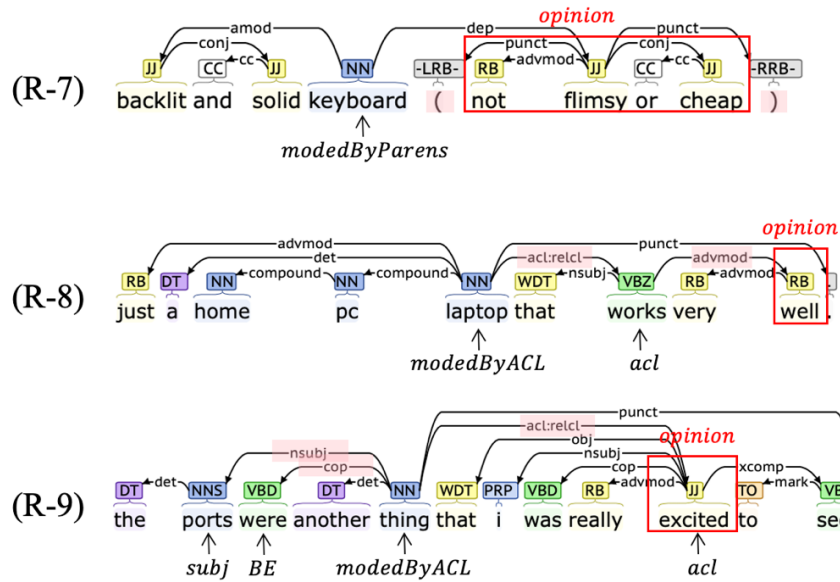 opinion
amod dep
conj punct conj punct
cc advmod cc
JJ CC JJ NN -LRB- RB JJ CC JJ -RRB-
(R-7) backlit and solid keyboard ( not flimsy or cheap )
modedByParens
opinion
advmod punct
det acl:relcl advmod
compound compound nsubj advmod
RB DT NN NN NN WDT VBZ RB RB
(R-8) just a home pc laptop that works very well .
modedByACL acl
punct
acl:relcl opinion
obj
nsubj nsubj
cop cop xcomp
det det advmod mark
DT NNS VBD DT NN WDT PRP VBD RB JJ TO
(R-9) the ports were another thing that i was really excited to
subj BE modedByACL acl